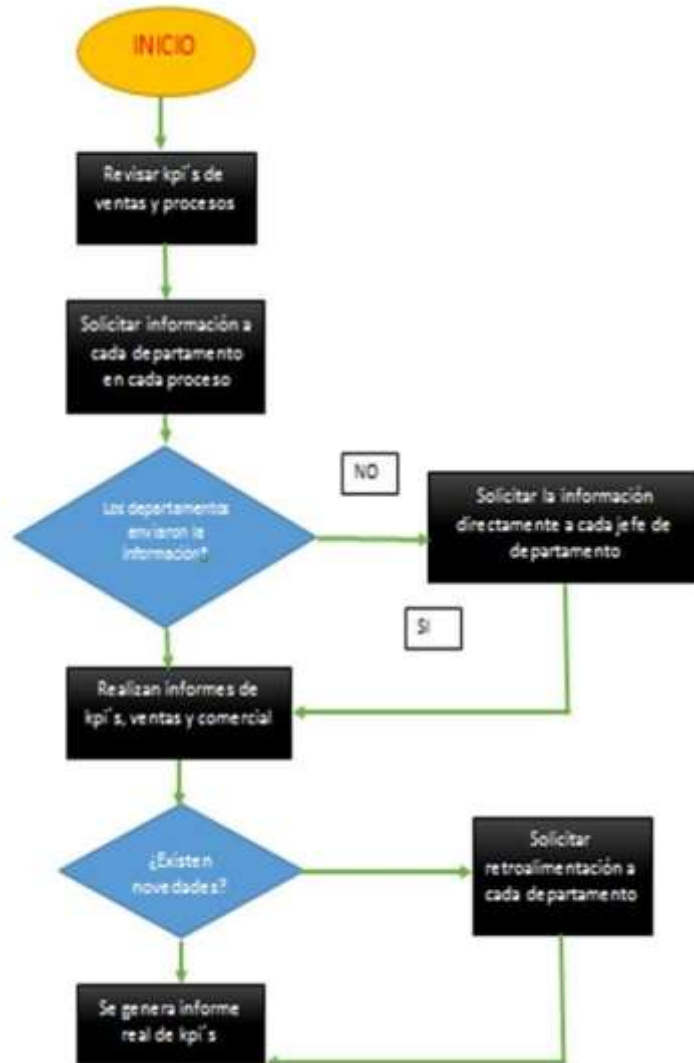 INICIO
Revisar kpi´s de
ventas y procesos
Solicitar información a
cada departamento
en cada proceso
Los departamentos
enviaron la
informacion?
NO
Solicitar la información
directamente a cada jefe de
departamento
SI
Realizan informes de
kpi´s, ventas y comercial
¿Existen
novedades?
Solicitar
retroalimentación a
cada departamento
Se genera informe
real de kpi´s